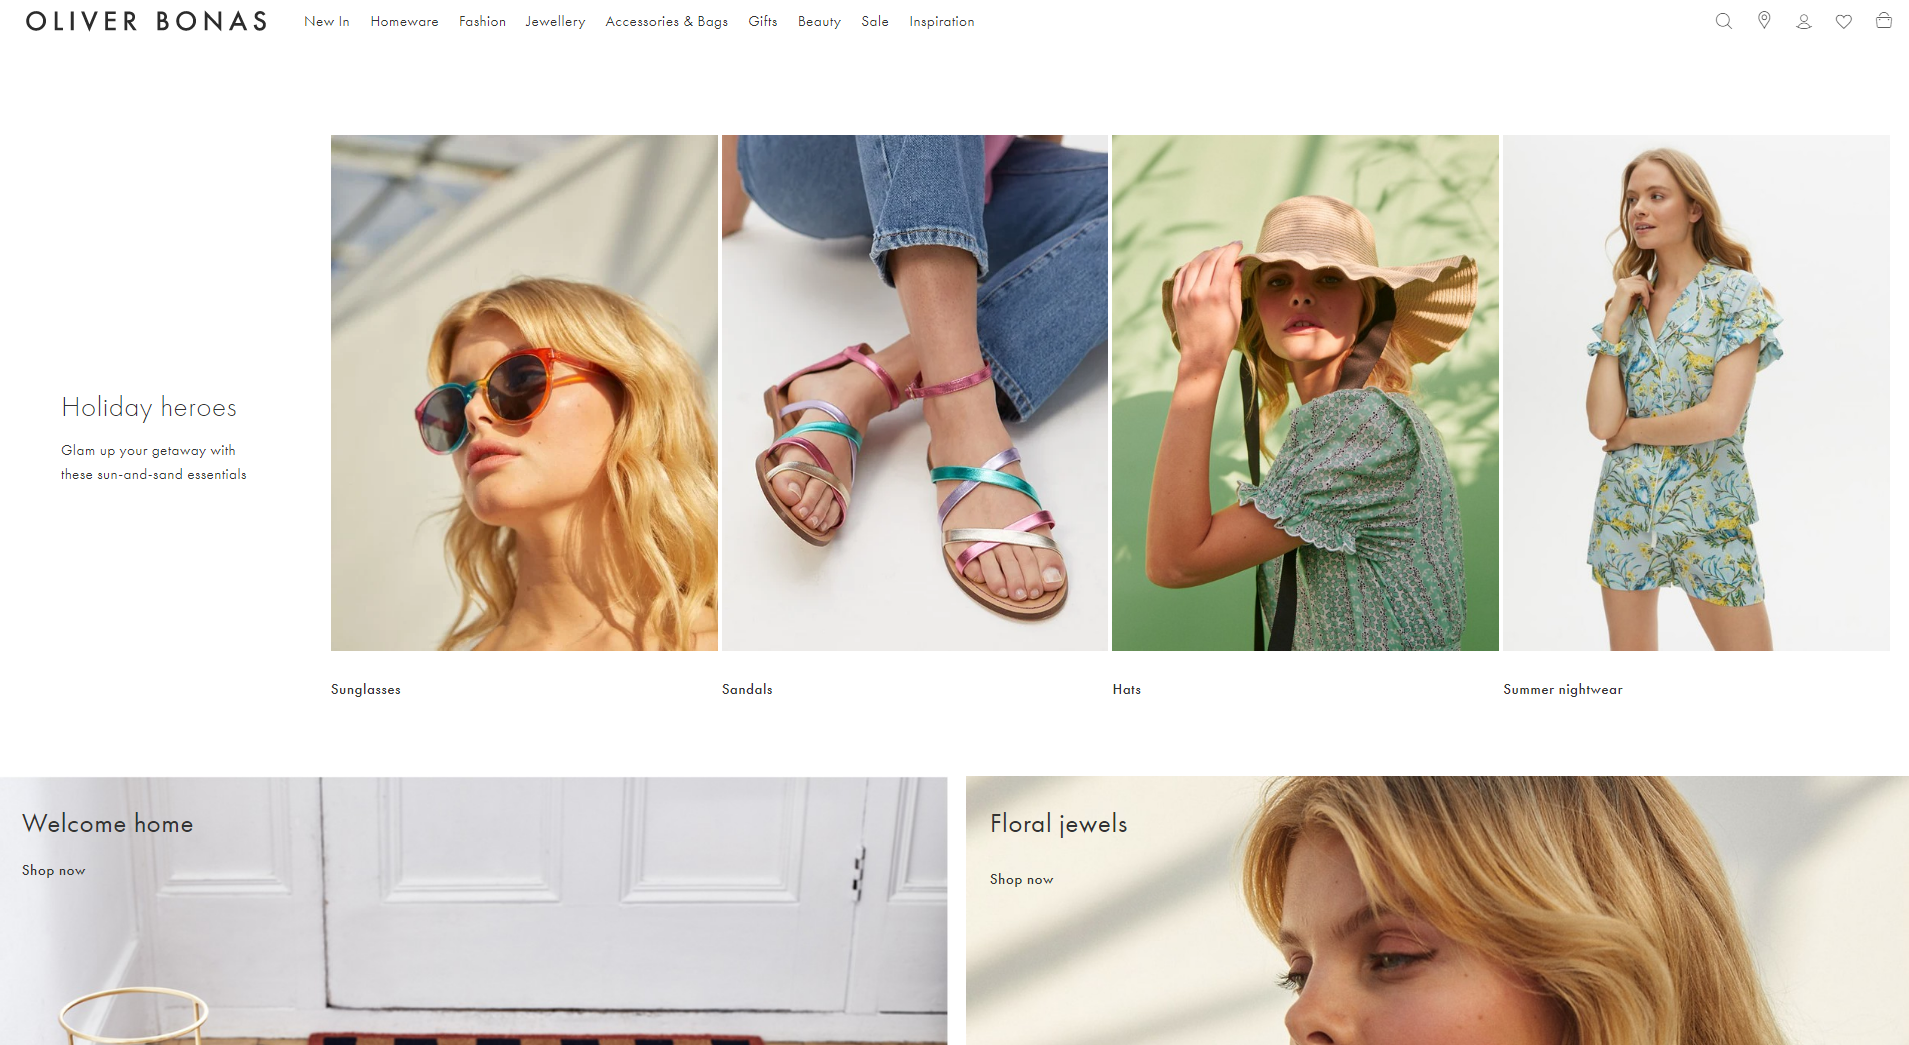 OLIVER BONAS
New In
Homeware
Fashion
Jewellery
Accessories & Bags
Gifts
Beauty
Sale
Inspiration
Holiday heroes
Glam up your getaway with
these sun-and-sand essentials
Sunglasses
Sandals
Hats
Summer nightwear
Welcome home
Shop now
Floral jewels
Shop now